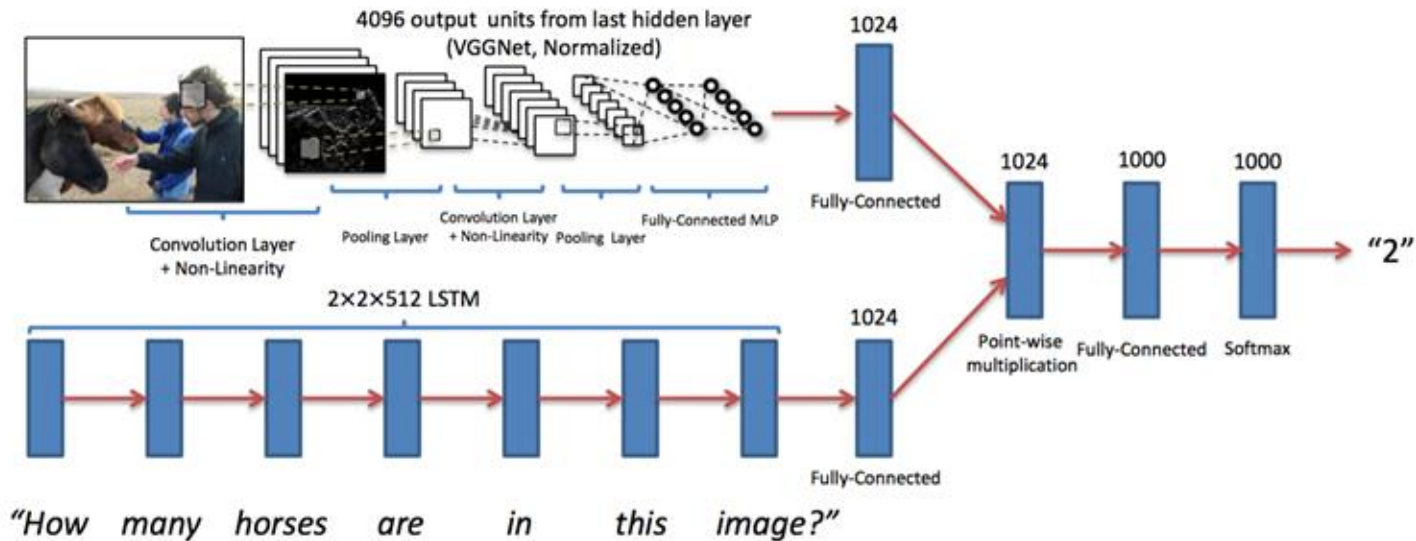 4096 output units from last hidden layer
(VGGNet, Normalized)
1024
Convolution Layer
+ Non-Linearity
Pooling Layer
Convolution Layer
+ Non-Linearity
Pooling Layer
Fully-Connected MLP
Fully-Connected
2×2×512 LSTM
1024
Fully-Connected
1024
Point-wise
multiplication
1000
Fully-Connected
1000
Softmax
"2"
"How many horses are in this image?"